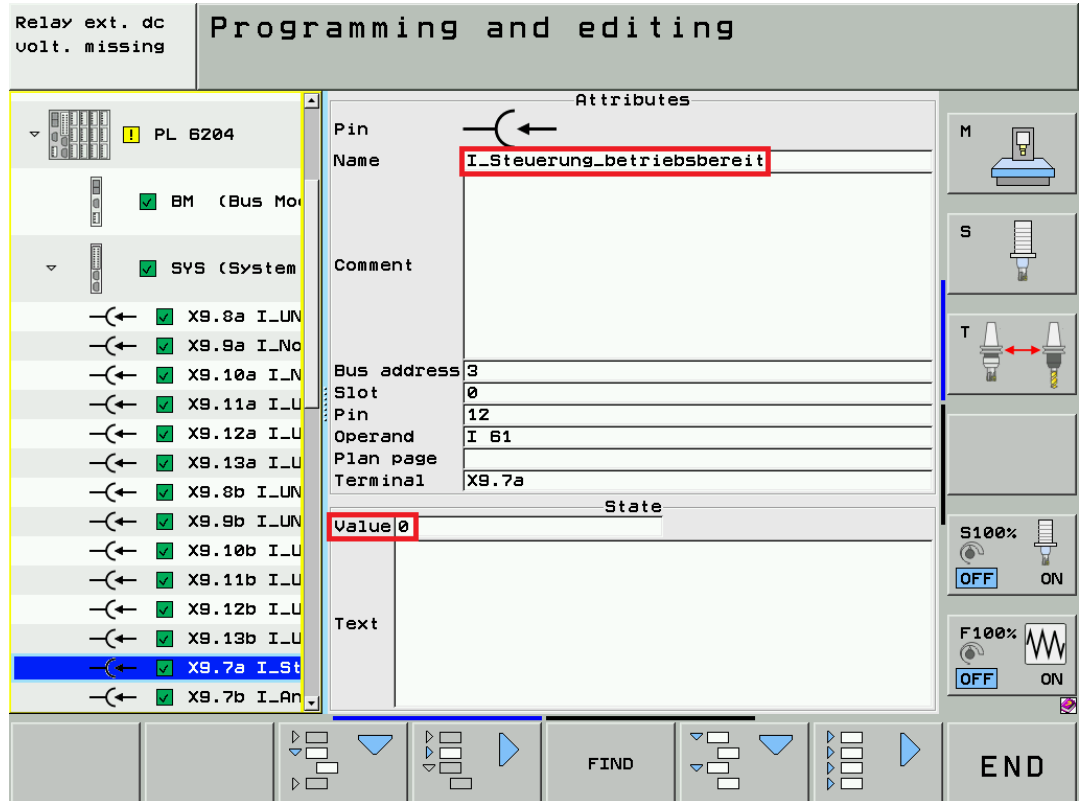 Relay ext. dc
volt. missing
Programming and editing
PL 6204
BM (Bus Mo
SYS (System
X9.8a I_UN
X9.9a I_No
X9.10a I_N
X9.11a I_U
X9.12a I_U
X9.13a I_U
X9.8b I_UN
X9.9b I_UN
X9.10b I_U
X9.11b I_U
X9.12b I_U
X9.13b I_U
X9.7a I_St
X9.7b I_An
Attributes
Pin
Name I_Steuerung_betriebsbereit
Comment
Bus address 3
Slot 0
Pin 12
Operand I 61
Plan page
Terminal X9.7a
State
Value 0
Text
M
S
T
S100%
OFF ON
F100%
OFF ON
FIND
END